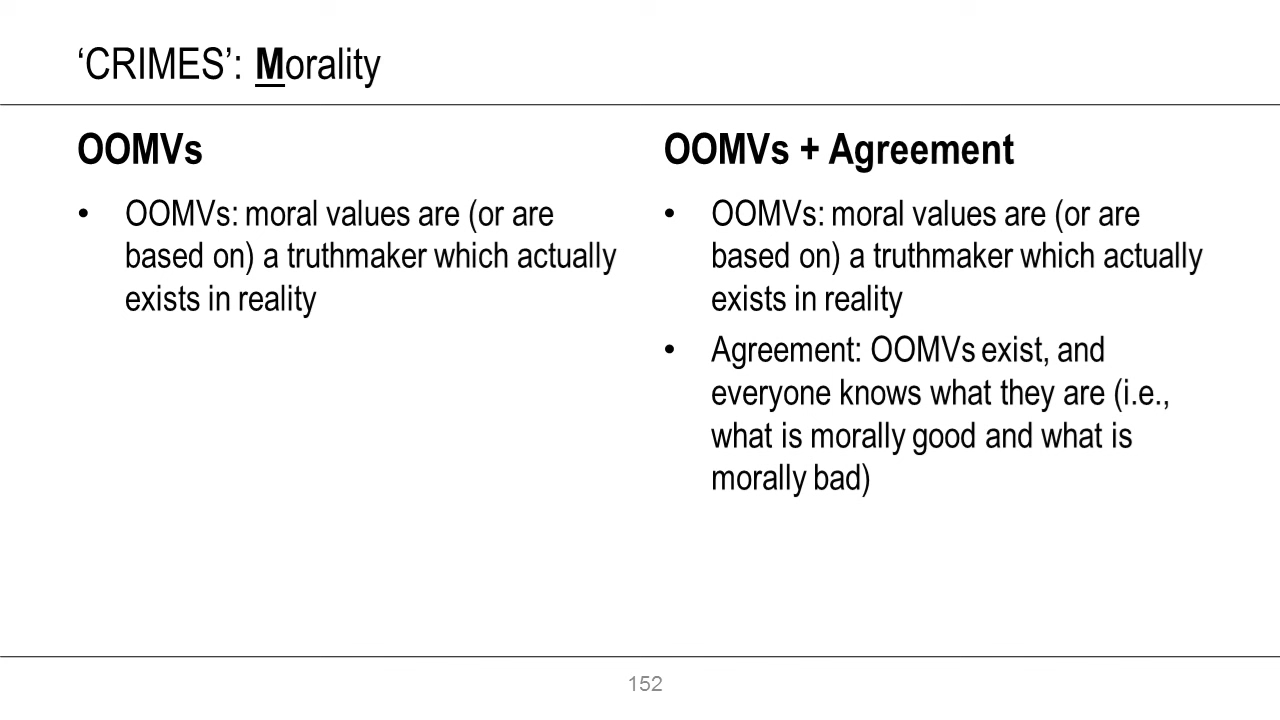 ‘CRIMES’: Morality
OOMVs
• OOMVs: moral values are (or are
based on) a truthmaker which actually
exists in reality
OOMVs + Agreement
• OOMVs: moral values are (or are
based on) a truthmaker which actually
exists in reality
• Agreement: OOMVs exist, and
everyone knows what they are (i.e.,
what is morally good and what is
morally bad)
152